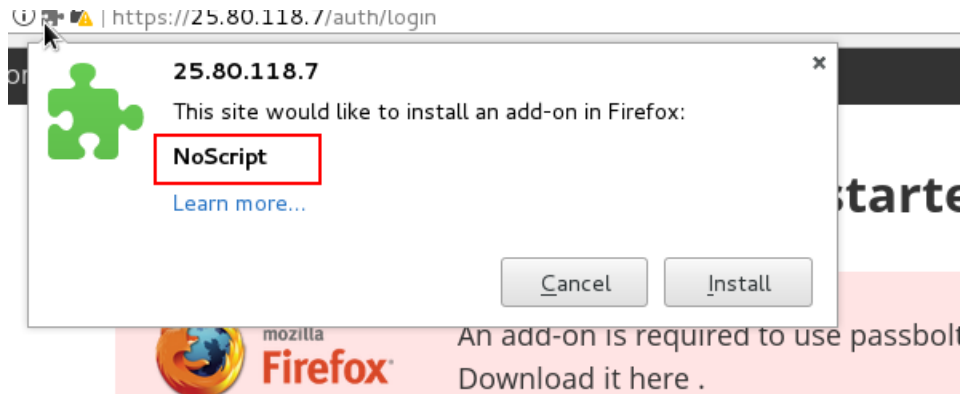 https://25.80.118.7/auth/login
25.80.118.7
This site would like to install an add-on in Firefox:
NoScript
Learn more...
Cancel
Install
mozilla
Firefox
An add-on is required to use passbolt
Download it here .